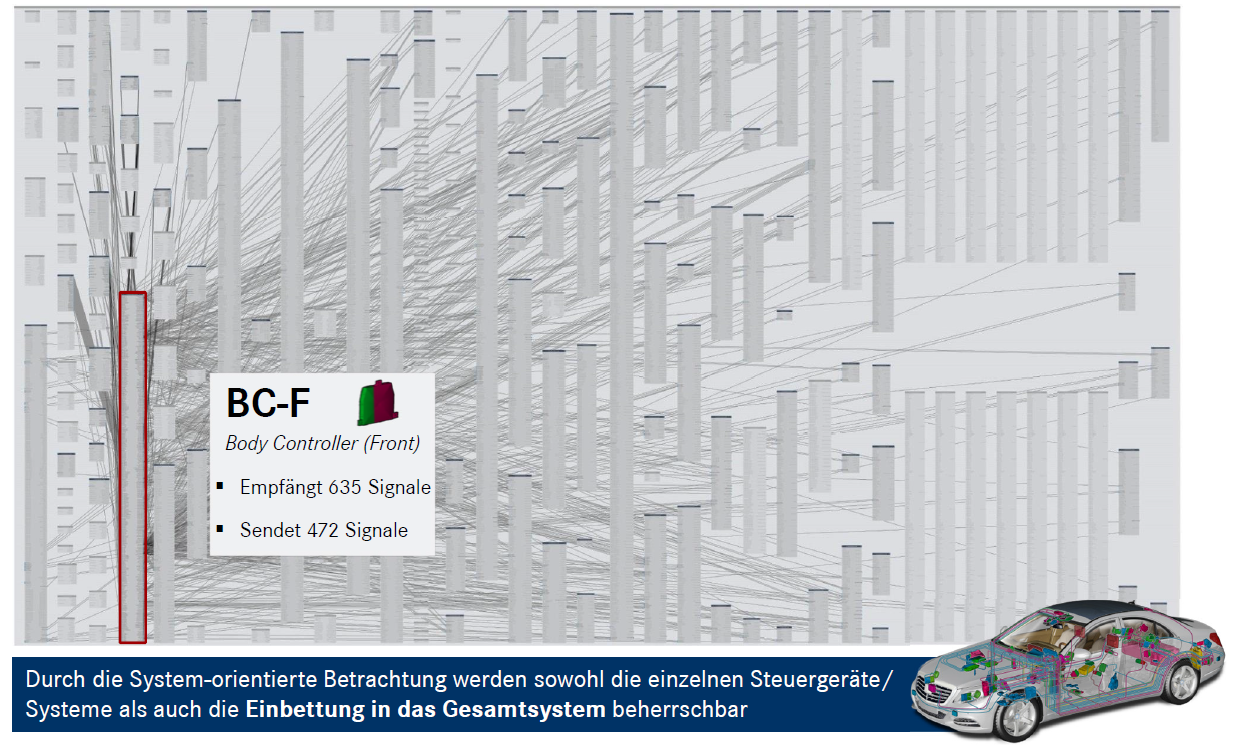 BC-F
Body Controller (Front)
▪ Empfängt 635 Signale
▪ Sendet 472 Signale
Durch die System-orientierte Betrachtung werden sowohl die einzelnen Steuergeräte/
Systeme als auch die Einbettung in das Gesamtsystem beherrschbar